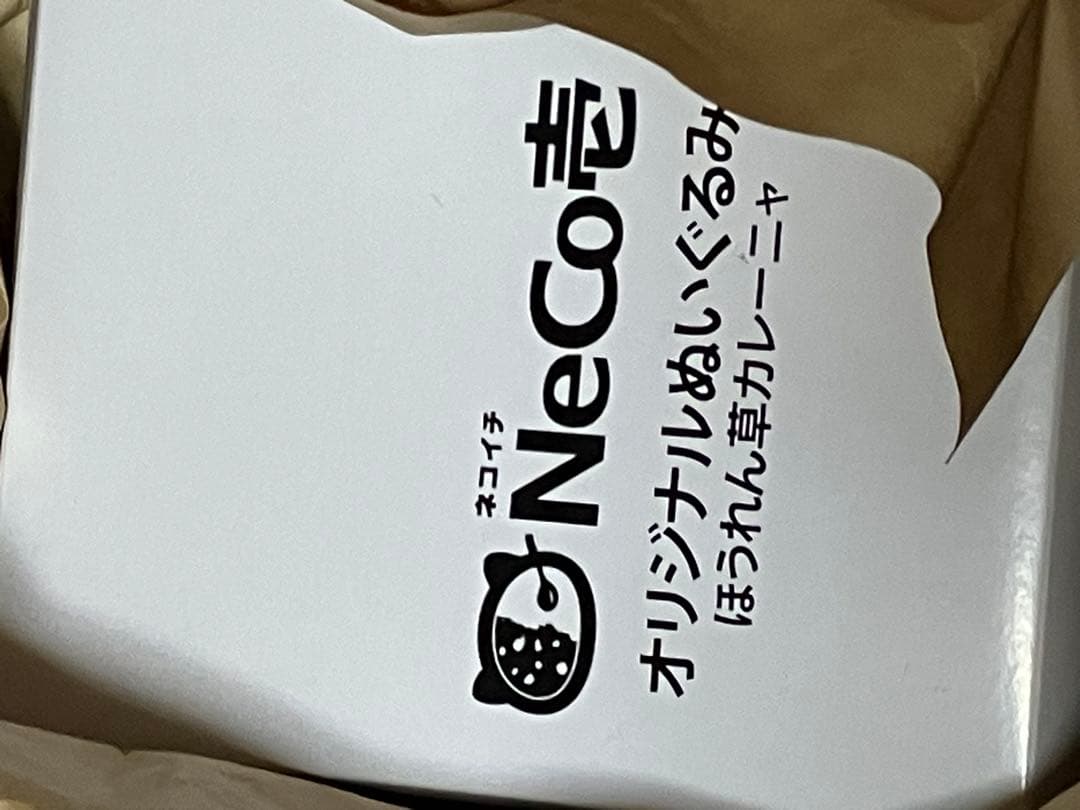 ネコイチ
NeCo壱
オリジナルぬいぐるみ
ほうれん草カレーニャ